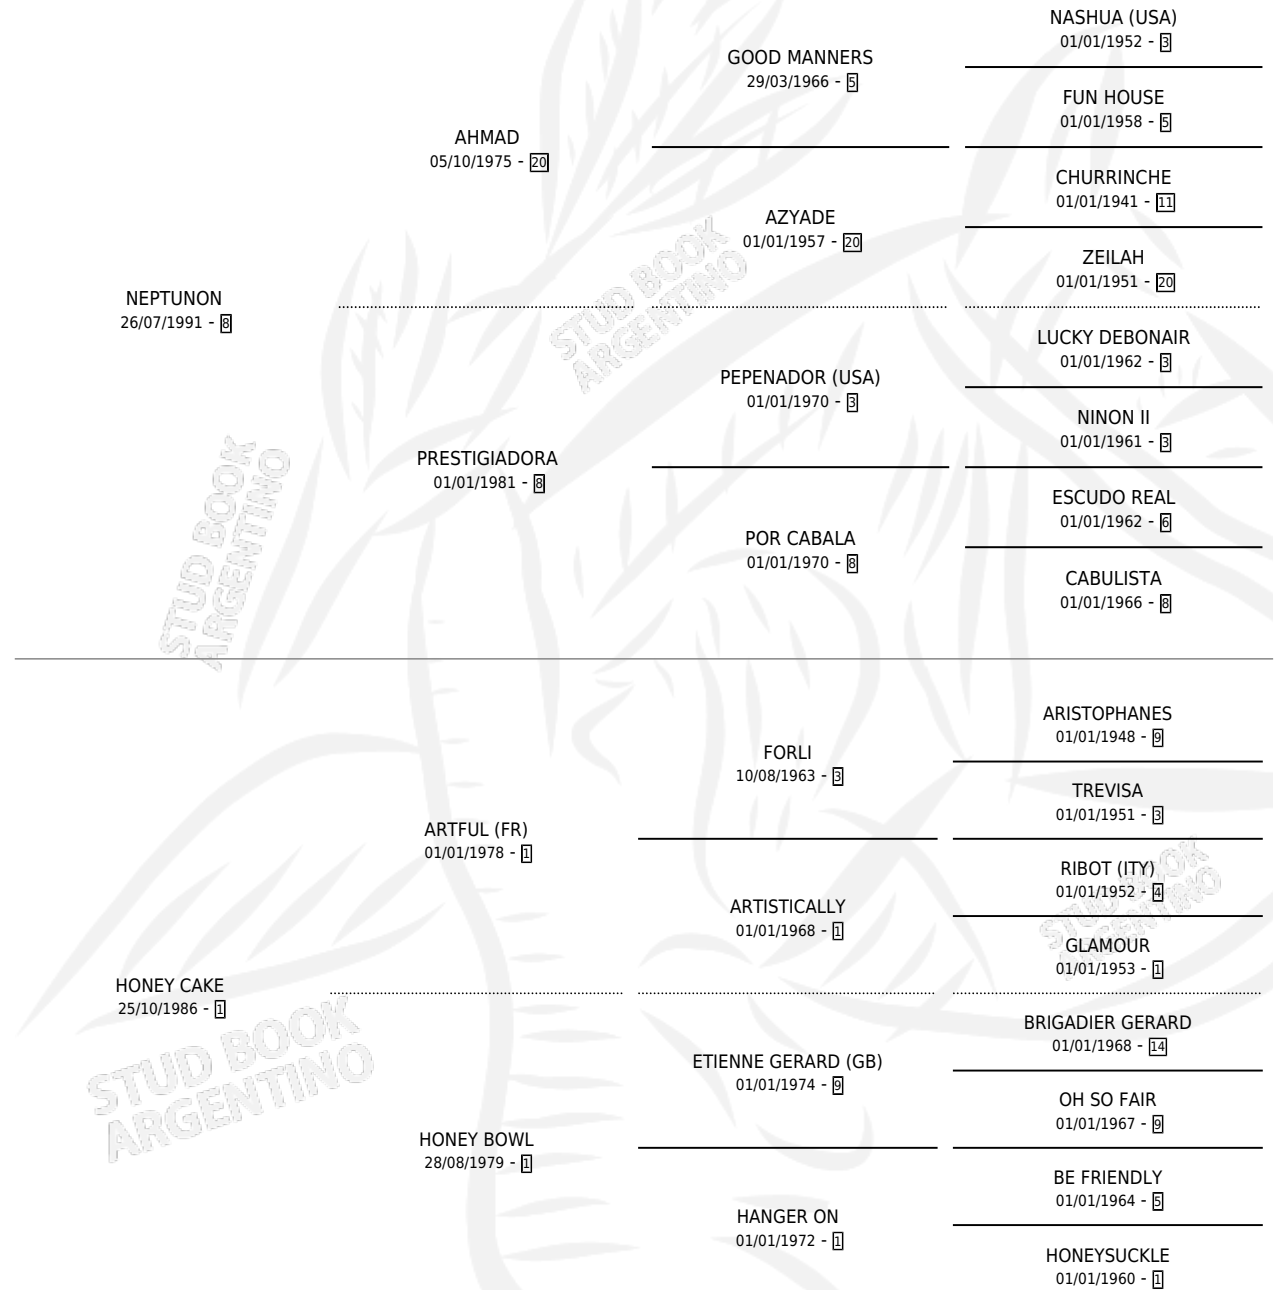 NASHUA (USA)
01/01/1952 - 3
GOOD MANNERS
29/03/1966 - 5
FUN HOUSE
01/01/1958 - 5
AHMAD
05/10/1975 - 20
CHURRINCHE
01/01/1941 - 11
AZYADE
01/01/1957 - 20
ZEILAH
01/01/1951 - 20
NEPTUNON
26/07/1991 - 8
LUCKY DEBONAIR
01/01/1962 - 3
PEPENADOR (USA)
01/01/1970 - 3
NINON II
01/01/1961 - 3
PRESTIGIADORA
01/01/1981 - 8
ESCUDO REAL
01/01/1962 - 6
POR CABALA
01/01/1970 - 8
CABULISTA
01/01/1966 - 8
STUD BOOK
ARGENTINO
STUD BOOK
ARGENTINO
ARISTOPHANES
01/01/1948 - 9
FORLI
10/08/1963 - 3
TREVISA
01/01/1951 - 3
ARTFUL (FR)
01/01/1978 - 1
RIBOT (ITY)
01/01/1952 - 4
ARTISTICALLY
01/01/1968 - 1
GLAMOUR
01/01/1953 - 1
HONEY CAKE
25/10/1986 - 1
BRIGADIER GERARD
01/01/1968 - 14
ETIENNE GERARD (GB)
01/01/1974 - 9
OH SO FAIR
01/01/1967 - 9
HONEY BOWL
28/08/1979 - 1
BE FRIENDLY
01/01/1964 - 5
HANGER ON
01/01/1972 - 1
HONEYSUCKLE
01/01/1960 - 1
STUD BOOK
ARGENTINO
STUD BOOK
ARGENTINO